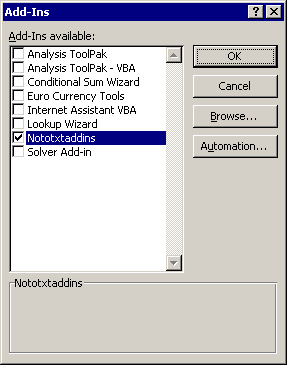 Add-Ins
Add-Ins available:
Analysis ToolPak
Analysis ToolPak - VBA
Conditional Sum Wizard
Euro Currency Tools
Internet Assistant VBA
Lookup Wizard
Nototxtaddins
Solver Add-in
OK
Cancel
Browse...
Automation...
Nototxtaddins